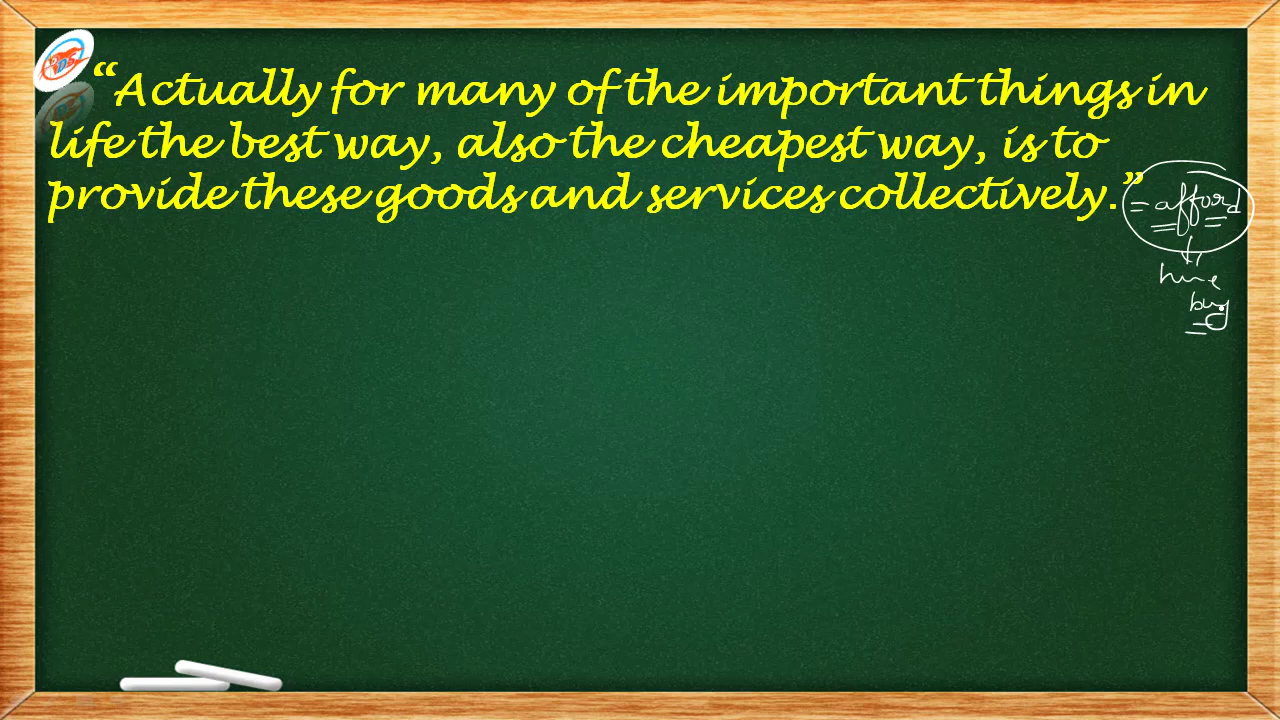 “Actually for many of the important things in
life the best way, also the cheapest way, is to
provide these goods and services collectively.”
= afford
hire
buy